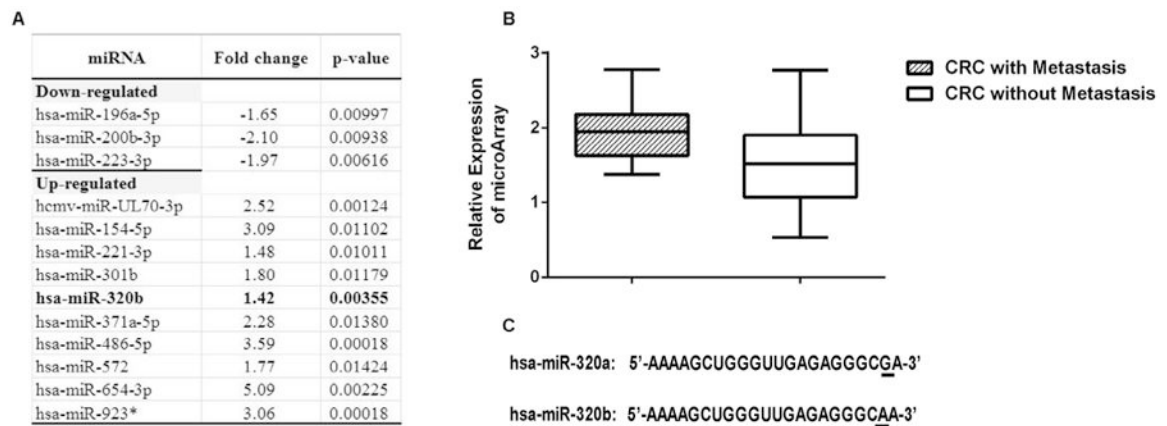 A
miRNA Fold change p-value
Down-regulated
hsa-miR-196a-5p -1.65 0.00997
hsa-miR-200b-3p -2.10 0.00938
hsa-miR-223-3p -1.97 0.00616
Up-regulated
hcmv-miR-UL70-3p 2.52 0.00124
hsa-miR-154-5p 3.09 0.01102
hsa-miR-221-3p 1.48 0.01011
hsa-miR-301b 1.80 0.01179
hsa-miR-320b 1.42 0.00355
hsa-miR-371a-5p 2.28 0.01380
hsa-miR-486-5p 3.59 0.00018
hsa-miR-572 1.77 0.01424
hsa-miR-654-3p 5.09 0.00225
hsa-miR-923* 3.06 0.00018
B
Relative Expression
of microArray
3
2
1
0
CRC with Metastasis
CRC without Metastasis
C
hsa-miR-320a: 5'-AAAAGCUGGGUUGAGAGGGCGA-3'
hsa-miR-320b: 5'-AAAAGCUGGGUUGAGAGGGCAA-3'